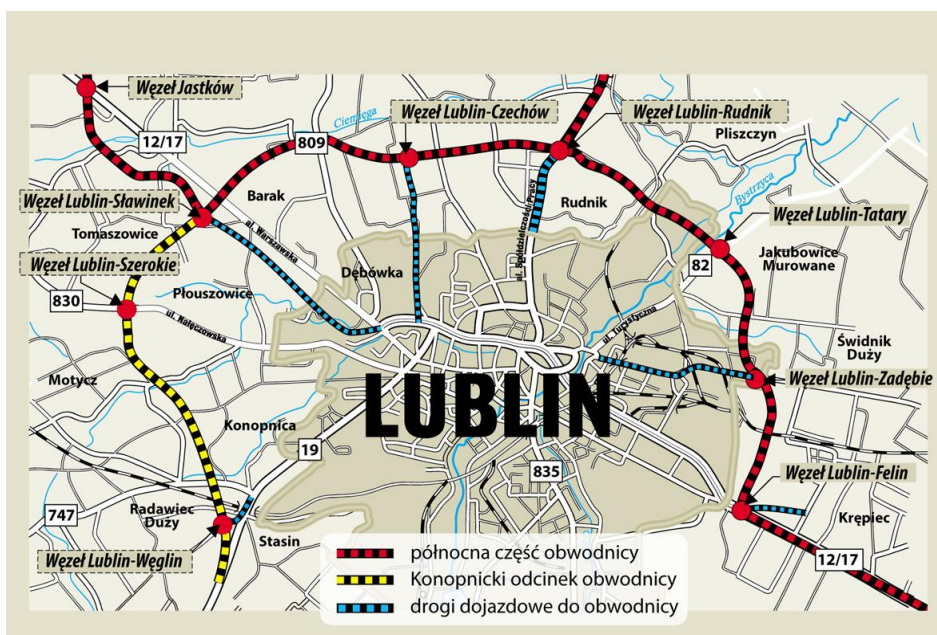 Węzeł Jastków
Węzeł Lublin-Czechów
Węzeł Lublin-Rudnik
Ciemięga
Pliszczyn
12/17
809
Bystrzyca
Barak
Węzeł Lublin-Sławinek
Rudnik
al. Spółdzielczości Pracy
Węzeł Lublin-Tatary
Tomaszowice
al. Warszawska
Jakubowice
Murowane
82
Węzeł Lublin-Szerokie
Dębówka
Płouszowice
830
ul. Nałęczowska
ul. Turystyczna
Świdnik
Duży
Motycz
Węzeł Lublin-Zadębie
LUBLIN
Konopnica
19
835
Węzeł Lublin-Felin
747
Radawiec
Duży
Krępiec
Stasin
Węzeł Lublin-Węglin
12/17
północna część obwodnicy
Konopnicki odcinek obwodnicy
drogi dojazdowe do obwodnicy